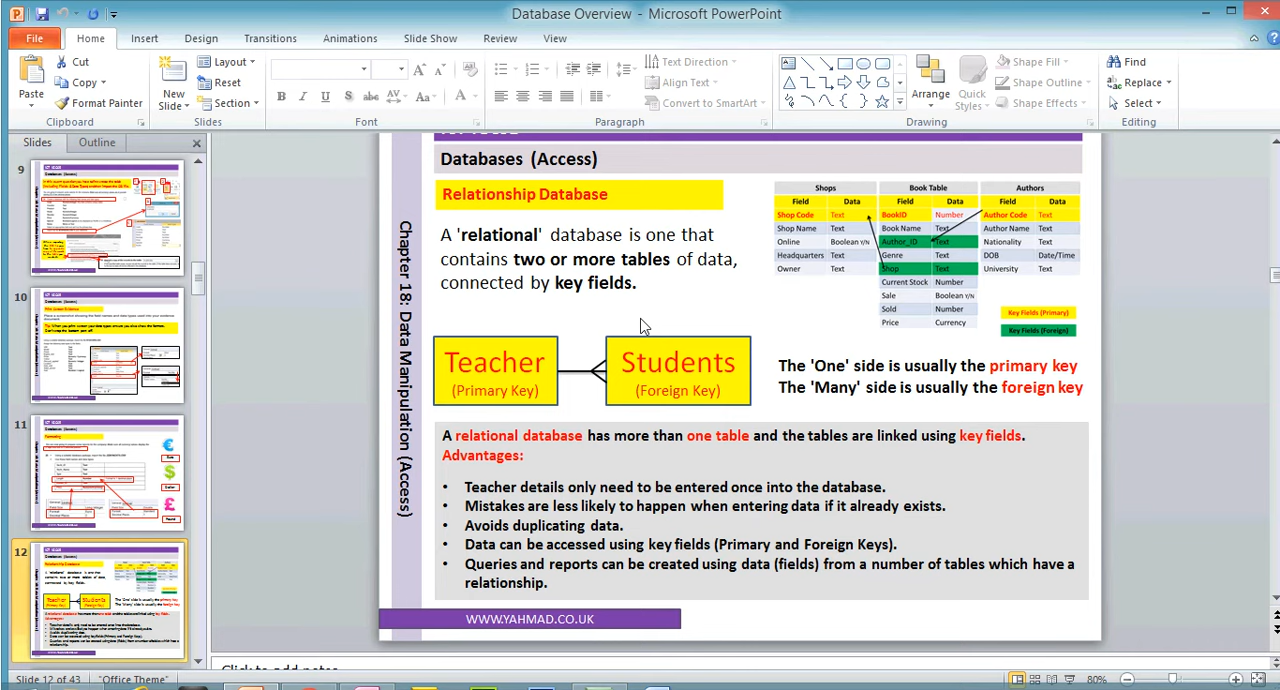 Database Overview - Microsoft PowerPoint
File Home Insert Design Transitions Animations Slide Show Review View
Paste
Cut
Copy
Format Painter
Clipboard
New
Slide
Layout
Reset
Section
Slides
B I U S abc AV Aa A
Font
Text Direction
Align Text
Convert to SmartArt
Paragraph
Arrange
Quick
Styles
Shape Fill
Shape Outline
Shape Effects
Drawing
Find
Replace
Select
Editing
Slides Outline
9
10
11
12
Chapter 18: Data Manipulation (Access)
Databases (Access)
Relationship Database
A 'relational' database is one that
contains two or more tables of data,
connected by key fields.
Shops Book Table Authors
Field Data Field Data Field Data
Shop Code Text BookID Number Author Code Text
Shop Name Text Book Name Text Author Name Text
Online Boolean Y/N Author_ID Text Nationality Text
Headquarters Text Genre Text DOB Date/Time
Owner Text Shop Text University Text
Current Stock Number
Sale Boolean Y/N
Sold Number
Price Currency
Key Fields (Primary)
Key Fields (Foreign)
Teacher
(Primary Key)
Students
(Foreign Key)
The 'One' side is usually the primary key
The 'Many' side is usually the foreign key
A relational database has more than one table and the tables are linked using key fields.
Advantages:
• Teacher details only need to be entered once into the database.
• Mistakes are less likely to happen when entering data if it already exists.
• Avoids duplicating data.
• Data can be accessed using key fields (Primary and Foreign Keys).
• Queries and reports can be created using data (fields) from a number of tables which have a
relationship.
WWW.YAHMAD.CO.UK
Click to add notes
Slide 12 of 43 "Office Theme" 80%